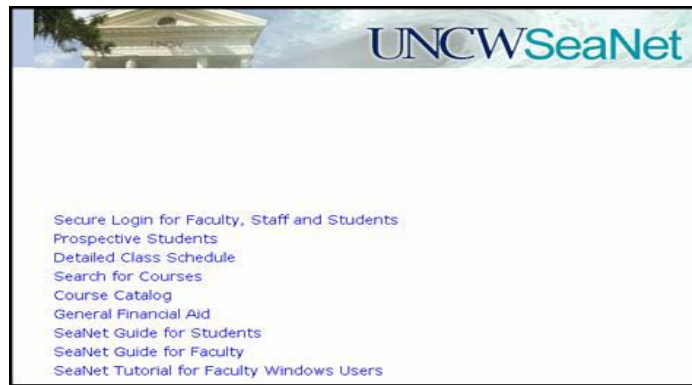 UNCWSeaNet
Secure Login for Faculty, Staff and Students
Prospective Students
Detailed Class Schedule
Search for Courses
Course Catalog
General Financial Aid
SeaNet Guide for Students
SeaNet Guide for Faculty
SeaNet Tutorial for Faculty Windows Users